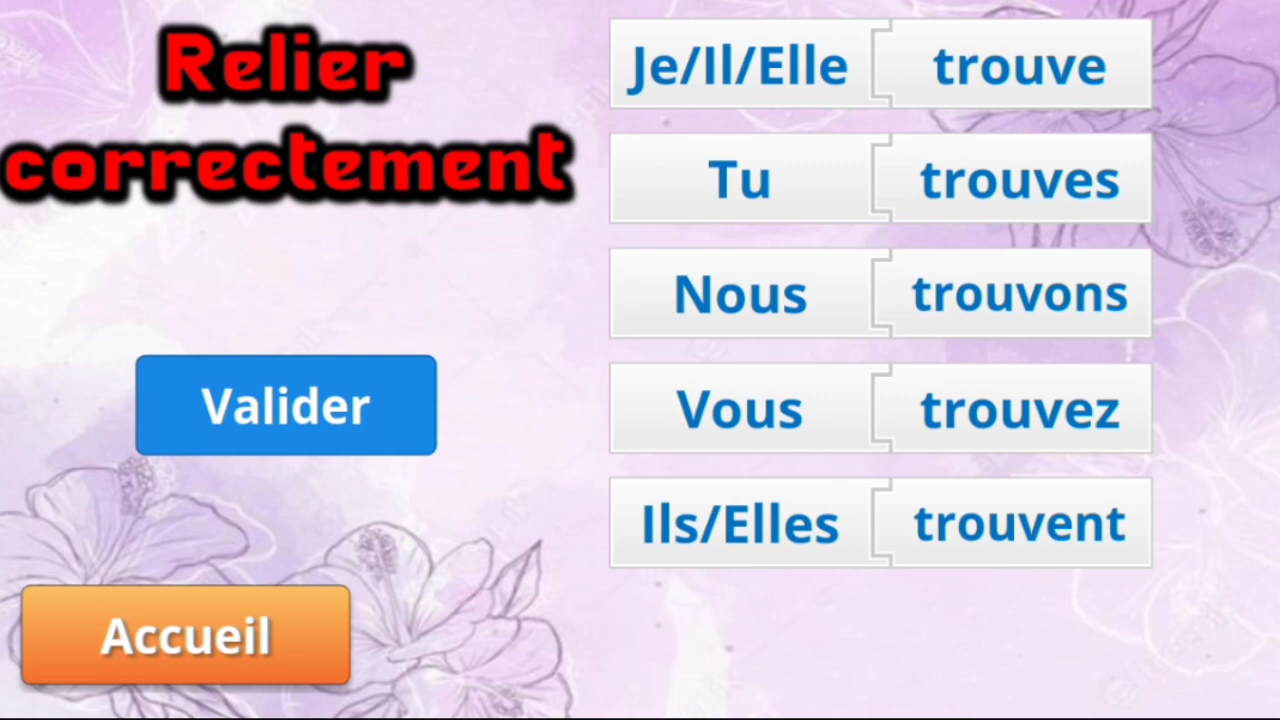 Relier
correctement
Je/Il/Elle trouve
Tu trouves
Nous trouvons
Vous trouvez
Ils/Elles trouvent
Valider
Accueil